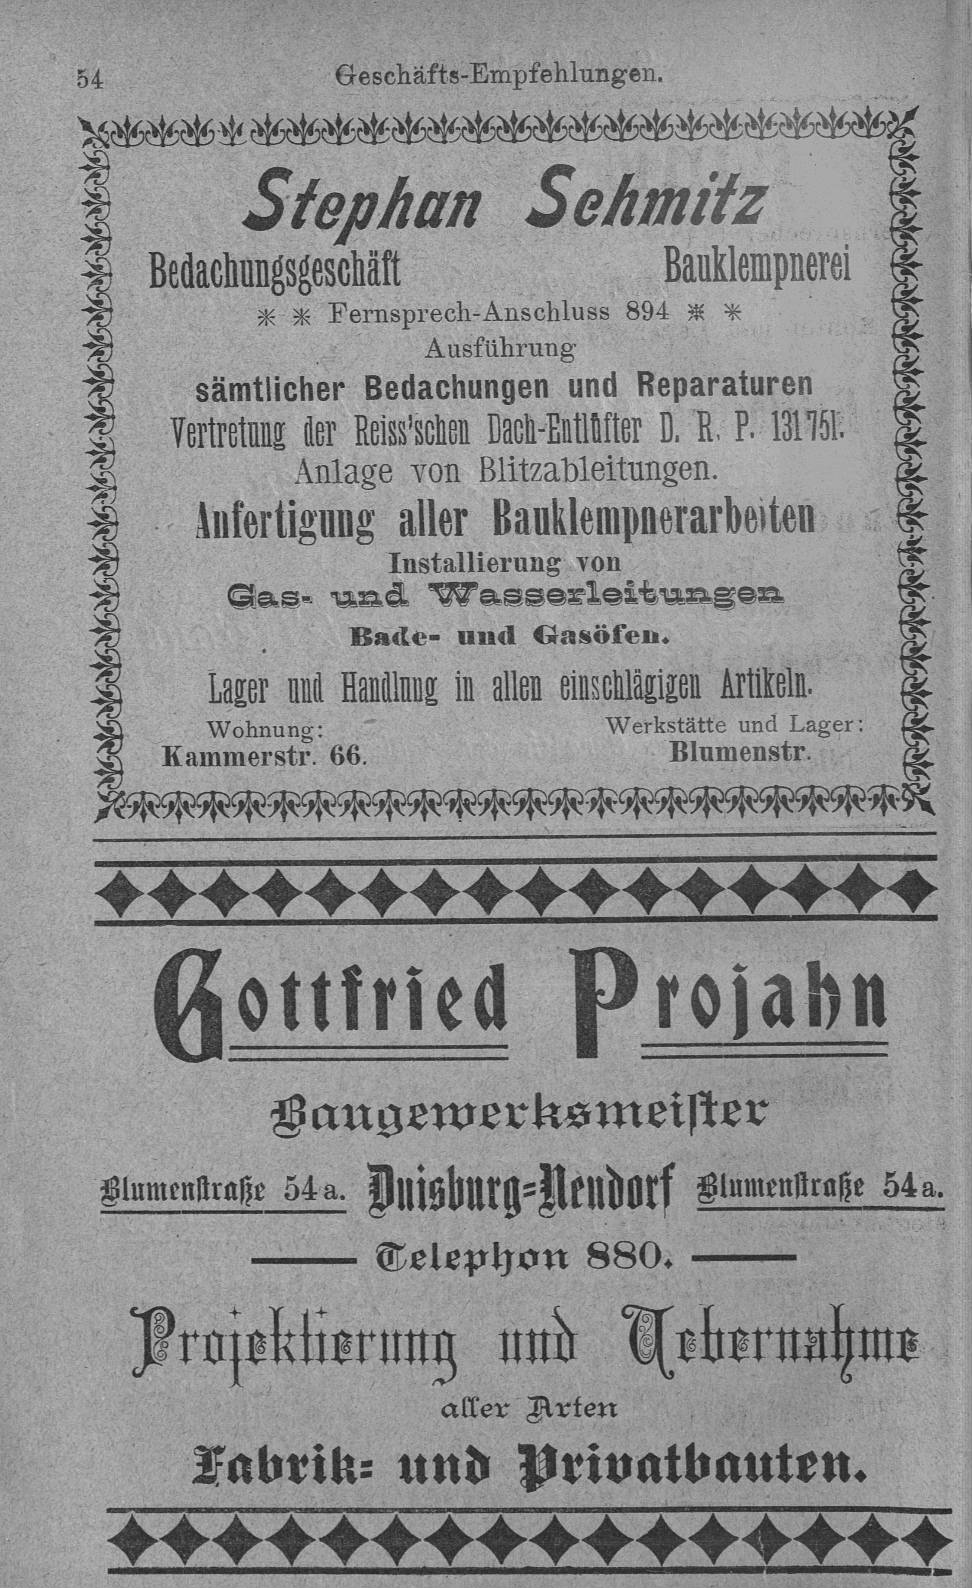 54
Geschäfts-Empfehlungen.
Stephan Schmitz
Bedachungsgeschäft Bauklempnerei
Fernsprech-Anschluss 894
Ausführung
sämtlicher Bedachungen und Reparaturen
Vertretung der Reiss'schen Dach-Entlüfter D. R. P. 131751.
Anlage von Blitzableitungen.
Anfertigung aller Bauklempnerarbeiten
Installierung von
Gas- und Wasserleitungen
Bade- und Gasöfen.
Lager und Handlung in allen einschlägigen Artikeln.
Wohnung:
Kammerstr. 66.
Werkstätte und Lager:
Blumenstr.
Gottfried Projahn
Baugewerksmeiſter
Blumenſtraße 54a. Duisburg-Neudorf Blumenſtraße 54a.
Telephon 880.
Projektierung und Uebernahme
aller Arten
Fabrik- und Privatbauten.